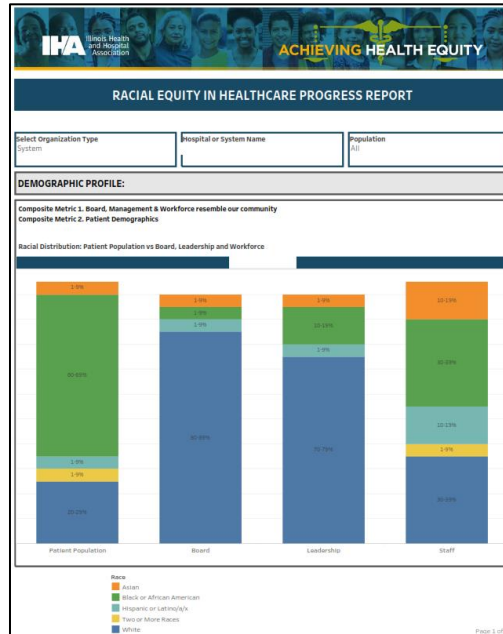 IHA
Illinois Health
and Hospital
Association
ACHIEVING HEALTH EQUITY
RACIAL EQUITY IN HEALTHCARE PROGRESS REPORT
Select Organization Type
System
Hospital or System Name
Population
All
DEMOGRAPHIC PROFILE:
Composite Metric 1. Board, Management & Workforce resemble our community
Composite Metric 2. Patient Demographics
Racial Distribution: Patient Population vs Board, Leadership and Workforce
1-9%
1-9%
1-9%
10-19%
1-9%
1-9%
1-9%
1-9%
10-19%
1-9%
1-9%
20-29%
Patient Population
Board
Leadership
Staff
Race
Asian
Black or African American
Hispanic or Latino/a/x
Two or More Races
White
Page 1 of